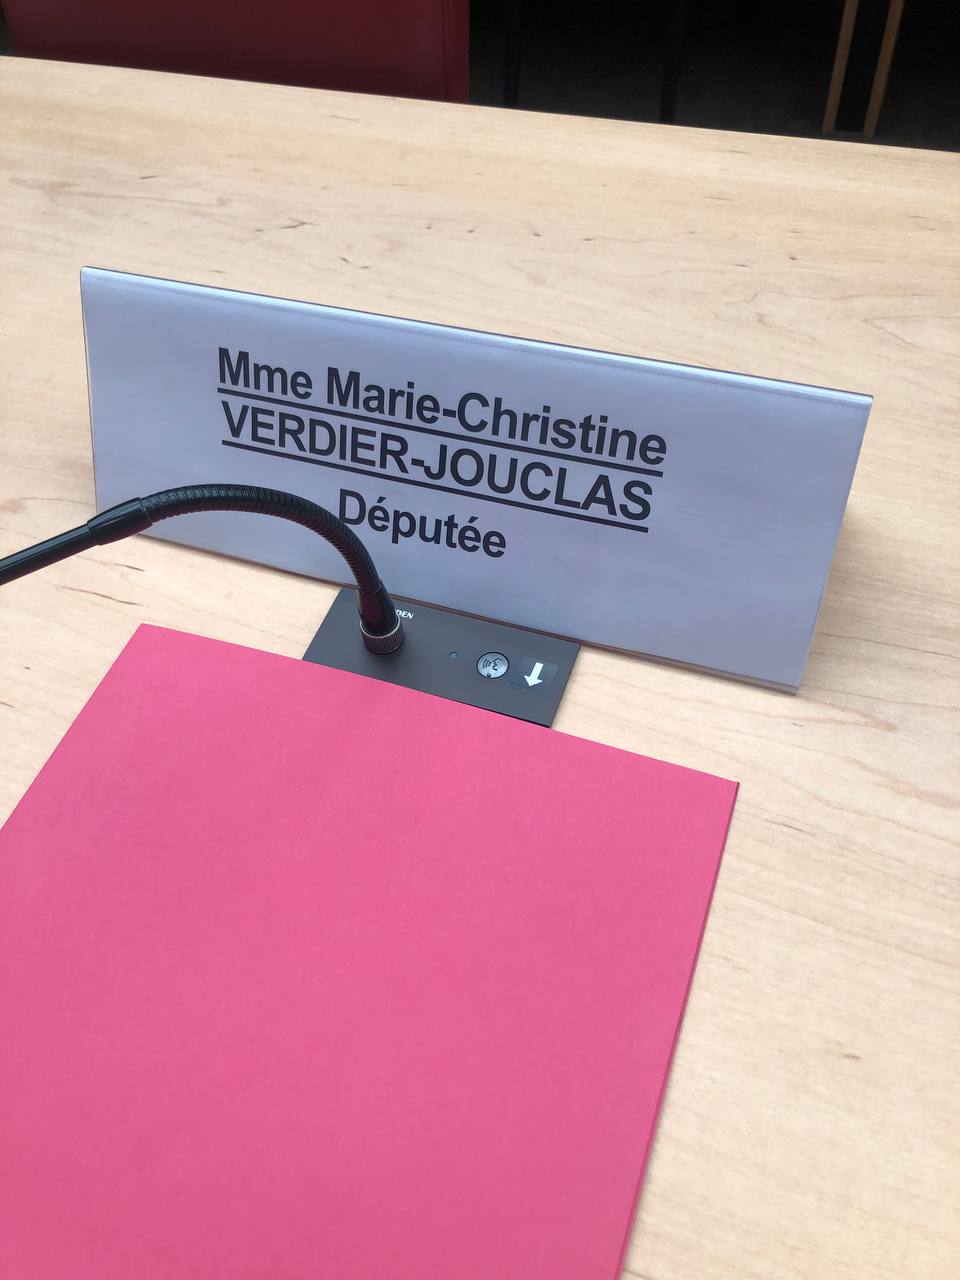 Mme Marie-Christine
VERDIER-JOUCLAS
Députée